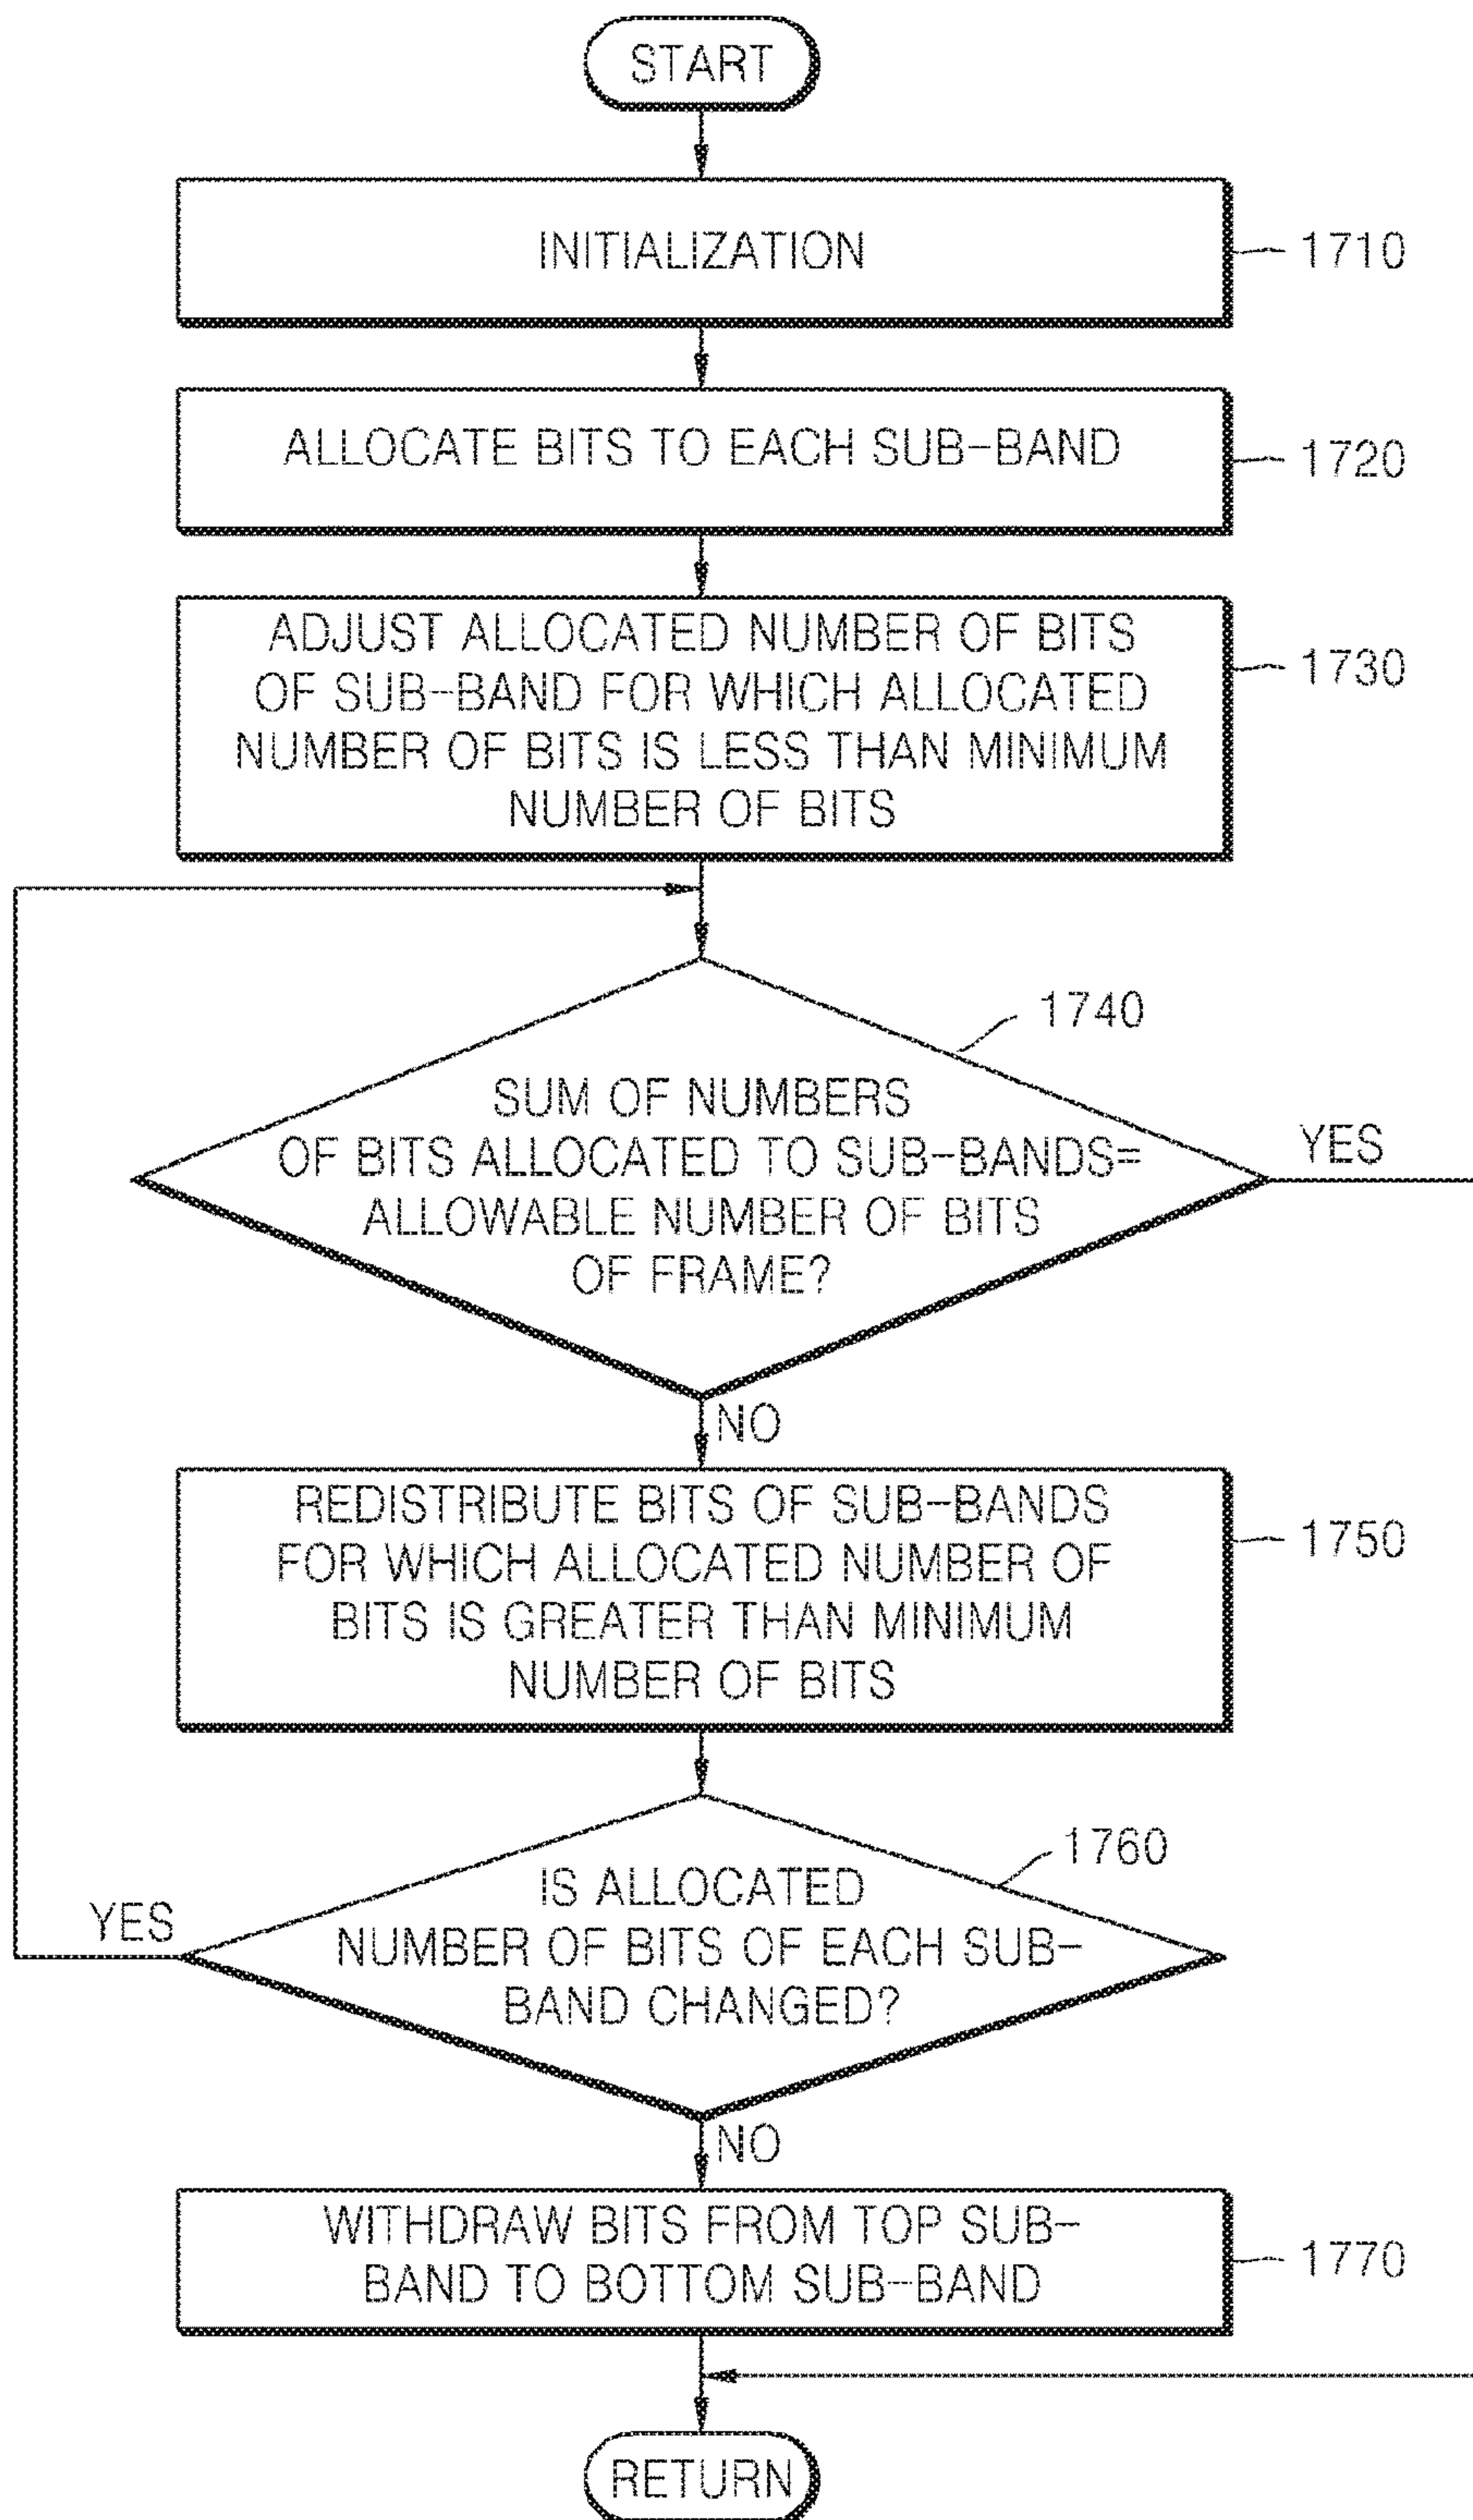 START
INITIALIZATION
1710
ALLOCATE BITS TO EACH SUB-BAND
1720
ADJUST ALLOCATED NUMBER OF BITS
OF SUB-BAND FOR WHICH ALLOCATED
NUMBER OF BITS IS LESS THAN MINIMUM
NUMBER OF BITS
1730
1740
SUM OF NUMBERS
OF BITS ALLOCATED TO SUB-BANDS=
ALLOWABLE NUMBER OF BITS
OF FRAME?
YES
NO
REDISTRIBUTE BITS OF SUB-BANDS
FOR WHICH ALLOCATED NUMBER OF
BITS IS GREATER THAN MINIMUM
NUMBER OF BITS
1750
1760
IS ALLOCATED
NUMBER OF BITS OF EACH SUB-
BAND CHANGED?
YES
NO
WITHDRAW BITS FROM TOP SUB-
BAND TO BOTTOM SUB-BAND
1770
RETURN